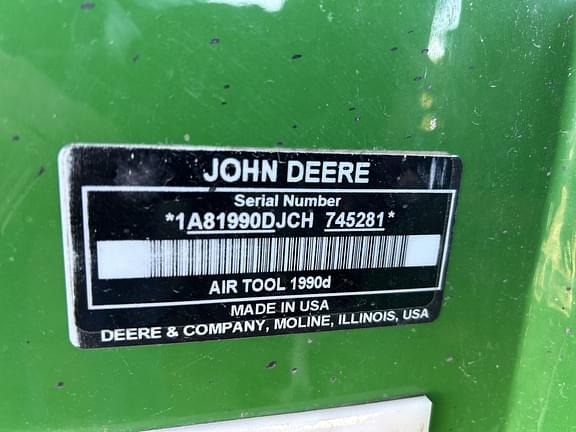 JOHN DEERE
Serial Number
*1A81990DJCH 745281*
AIR TOOL 1990d
MADE IN USA
DEERE & COMPANY, MOLINE, ILLINOIS, USA